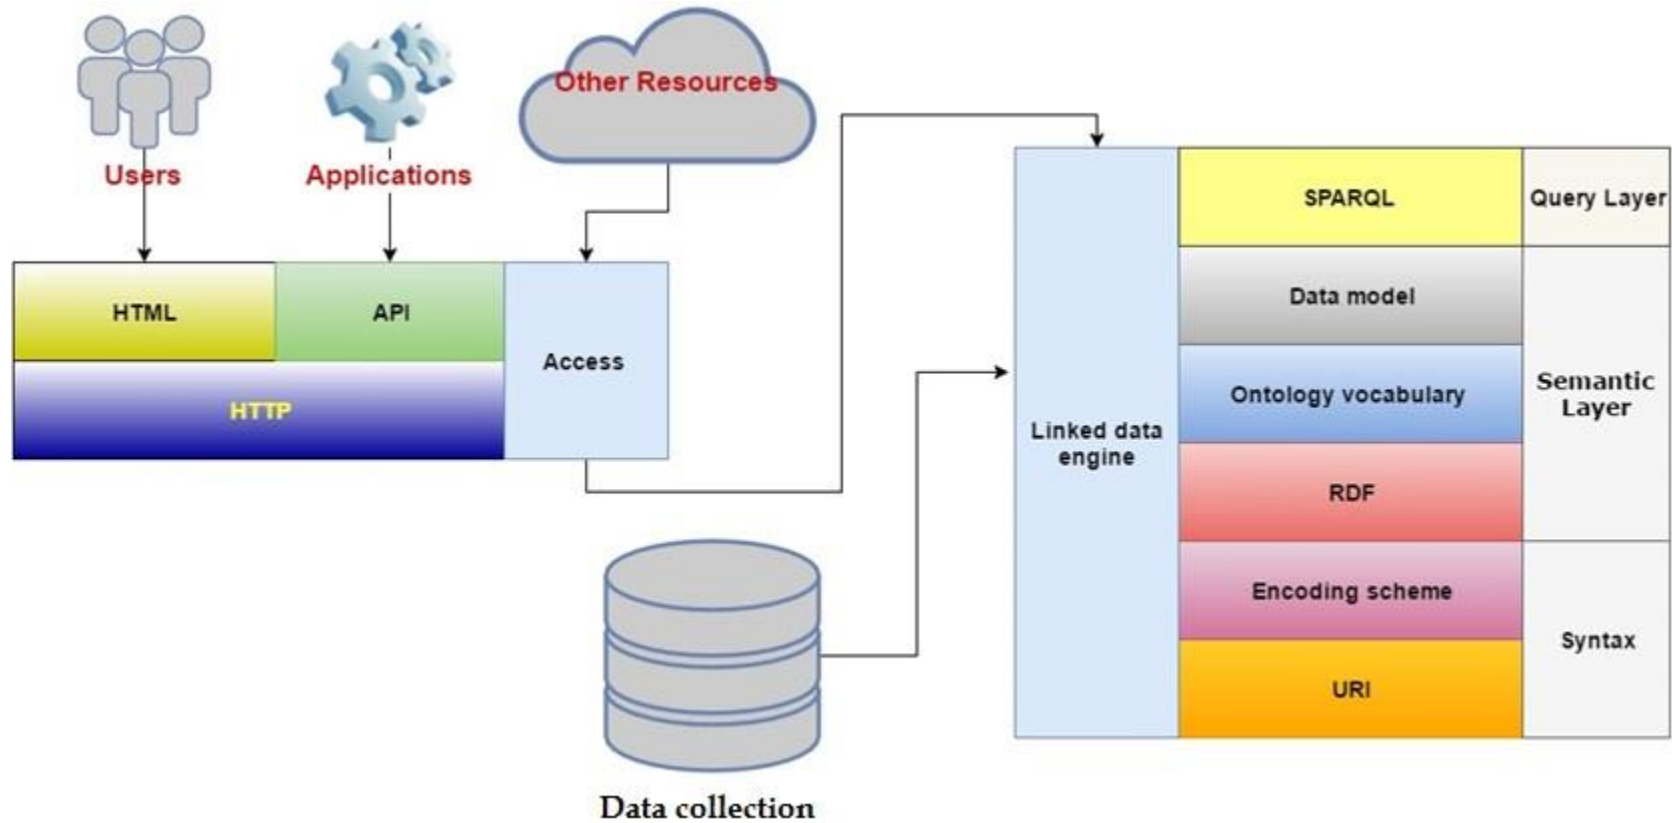 Other Resources
Users
Applications
SPARQL
Query Layer
HTML
API
Data model
Access
Ontology vocabulary
Semantic
Layer
HTTP
Linked data
engine
RDF
Encoding scheme
Syntax
URI
Data collection